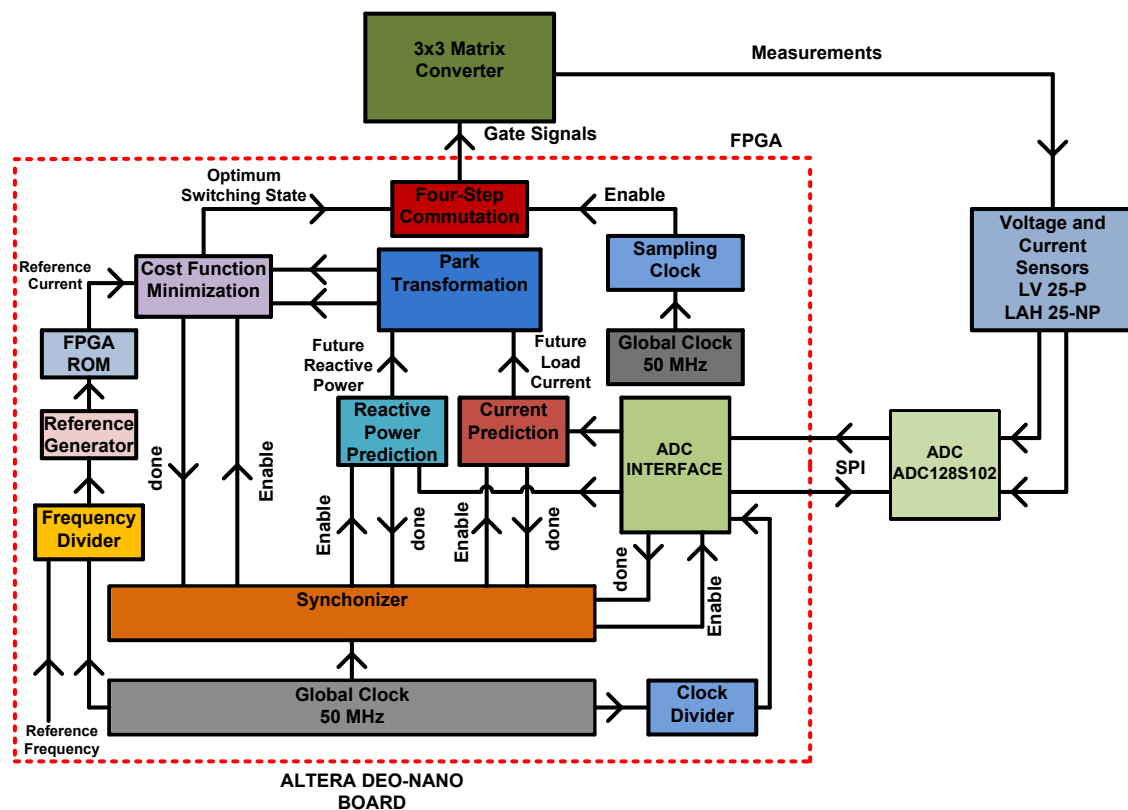 3x3 Matrix
Converter
Measurements
Gate Signals
FPGA
Optimum
Switching State
Four-Step
Commutation
Enable
Voltage and
Current
Sensors
LV 25-P
LAH 25-NP
Sampling
Clock
Reference
Current
Cost Function
Minimization
Park
Transformation
FPGA
ROM
Future
Reactive
Power
Future
Load
Current
Global Clock
50 MHz
Reference
Generator
Reactive
Power
Prediction
Current
Prediction
ADC
INTERFACE
SPI
ADC
ADC128S102
done
Enable
Frequency
Divider
Enable
done
Enable
done
done
Enable
Synchonizer
Global Clock
50 MHz
Clock
Divider
Reference
Frequency
ALTERA DEO-NANO
BOARD